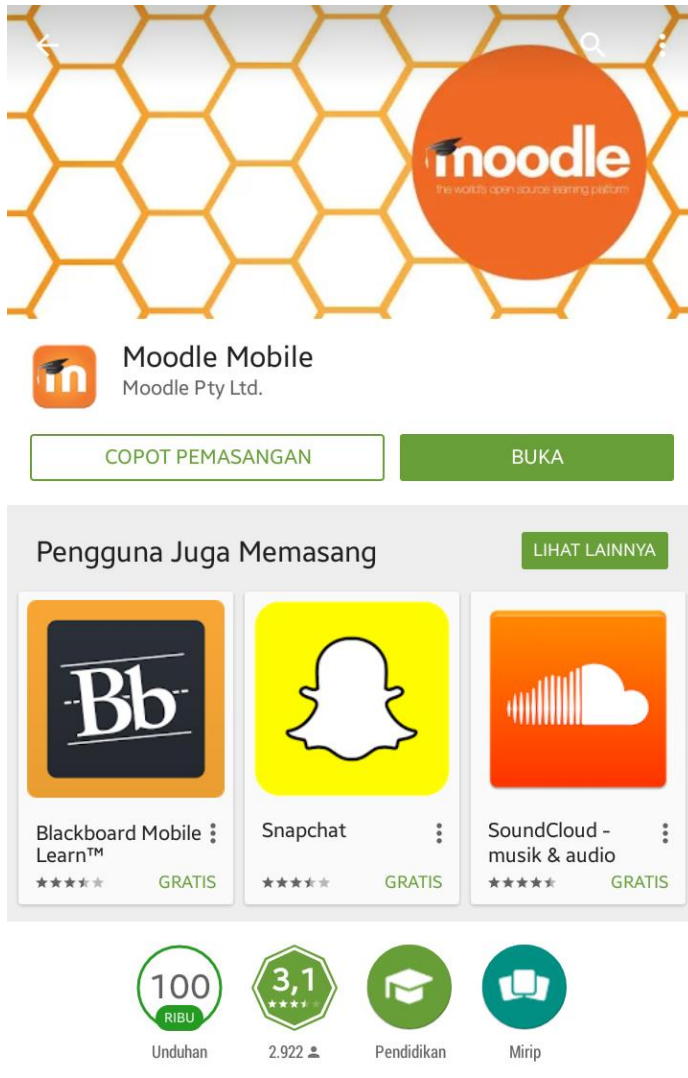 moodle
the world's open source learning platform
m
Moodle Mobile
Moodle Pty Ltd.
COPOT PEMASANGAN
BUKA
Pengguna Juga Memasang
LIHAT LAINNYA
Bb
Blackboard Mobile
Learn™
GRATIS
Snapchat
GRATIS
SoundCloud -
musik & audio
GRATIS
100
RIBU
Unduhan
3,1
2.922
Pendidikan
Mirip